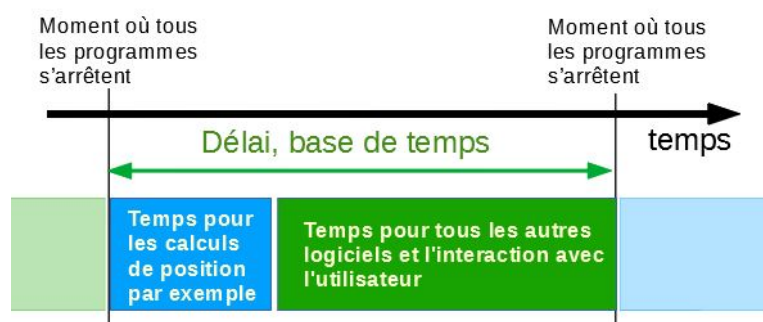 Moment où tous
les programmes
s'arrêtent
Moment où tous
les programmes
s'arrêtent
temps
Délai, base de temps
Temps pour
les calculs
de position
par exemple
Temps pour tous les autres
logiciels et l'interaction avec
l'utilisateur